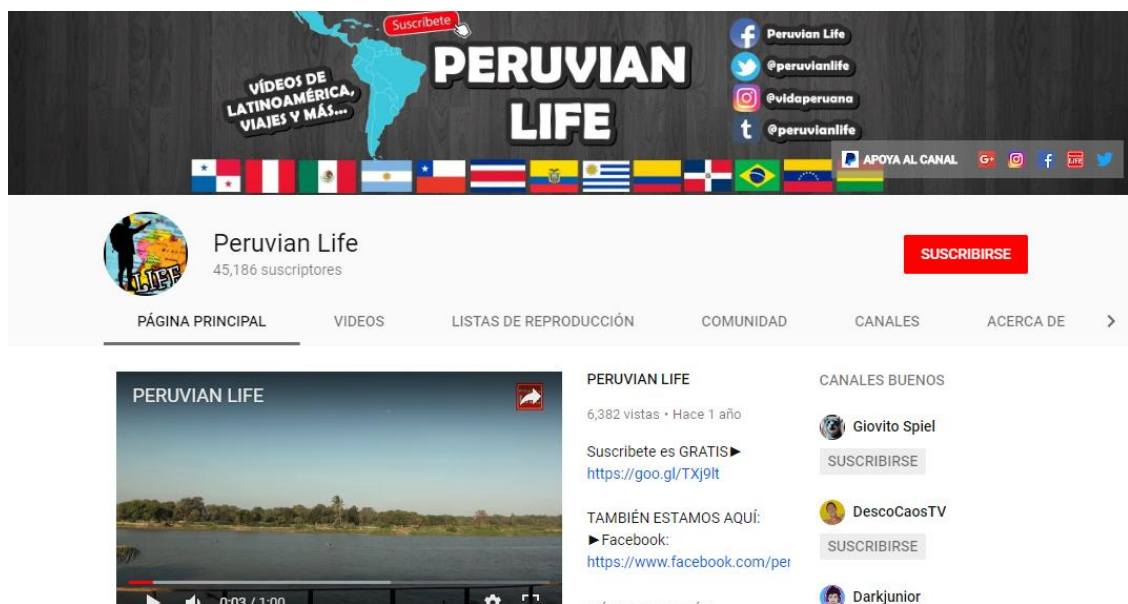 Suscríbete
PERUVIAN
LIFE
VÍDEOS DE
LATINOAMÉRICA,
VIAJES Y MÁS...
Peruvian Life
@peruvianlife
@vidaperuana
@peruvianlife
APOYA AL CANAL
LIFE
Peruvian Life
45,186 suscriptores
SUSCRIBIRSE
PÁGINA PRINCIPAL VIDEOS LISTAS DE REPRODUCCIÓN COMUNIDAD CANALES ACERCA DE
PERUVIAN LIFE
0:03 / 1:00
PERUVIAN LIFE
6,382 vistas • Hace 1 año
Suscribete es GRATIS►
https://goo.gl/TXj9lt
TAMBIÉN ESTAMOS AQUÍ:
►Facebook:
https://www.facebook.com/per
CANALES BUENOS
Giovito Spiel
SUSCRIBIRSE
DescoCaosTV
SUSCRIBIRSE
Darkjunior